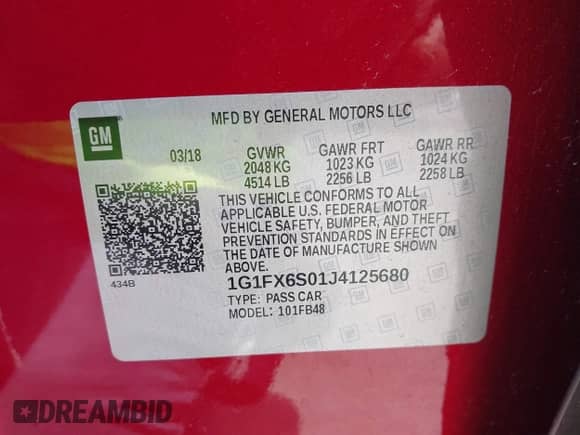 MFD BY GENERAL MOTORS LLC
GM
03/18 GVWR GAWR FRT GAWR RR
2048 KG 1023 KG 1024 KG
4514 LB 2256 LB 2258 LB
THIS VEHICLE CONFORMS TO ALL
APPLICABLE U.S. FEDERAL MOTOR
VEHICLE SAFETY, BUMPER, AND THEFT
PREVENTION STANDARDS IN EFFECT ON
THE DATE OF MANUFACTURE SHOWN
ABOVE.
434B
1G1FX6S01J4125680
TYPE: PASS CAR
MODEL: 101FB48
DREAMBID